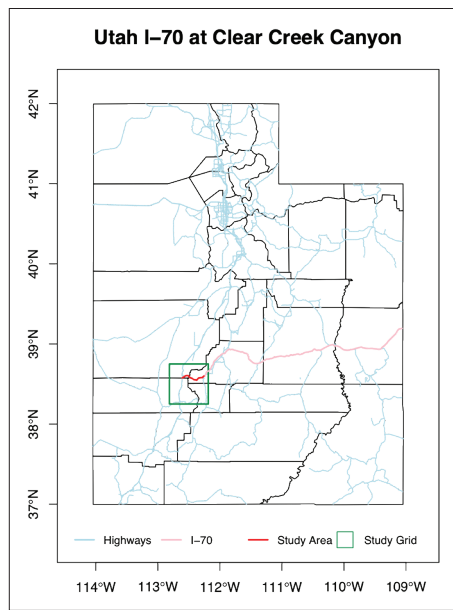 Utah I–70 at Clear Creek Canyon
42°N
41°N
40°N
39°N
38°N
37°N
Highways I–70 Study Area Study Grid
114°W 113°W 112°W 111°W 110°W 109°W